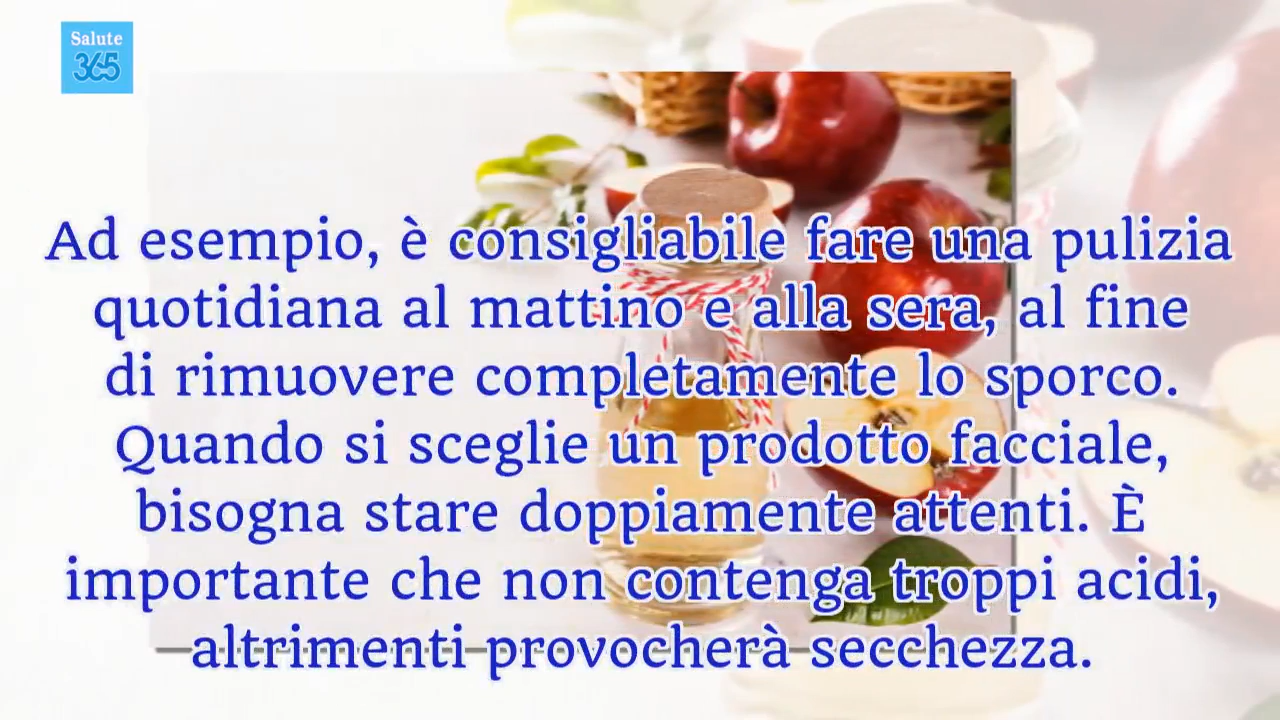 Salute
365
Ad esempio, è consigliabile fare una pulizia
quotidiana al mattino e alla sera, al fine
di rimuovere completamente lo sporco.
Quando si sceglie un prodotto facciale,
bisogna stare doppiamente attenti. È
importante che non contenga troppi acidi,
altrimenti provocherà secchezza.